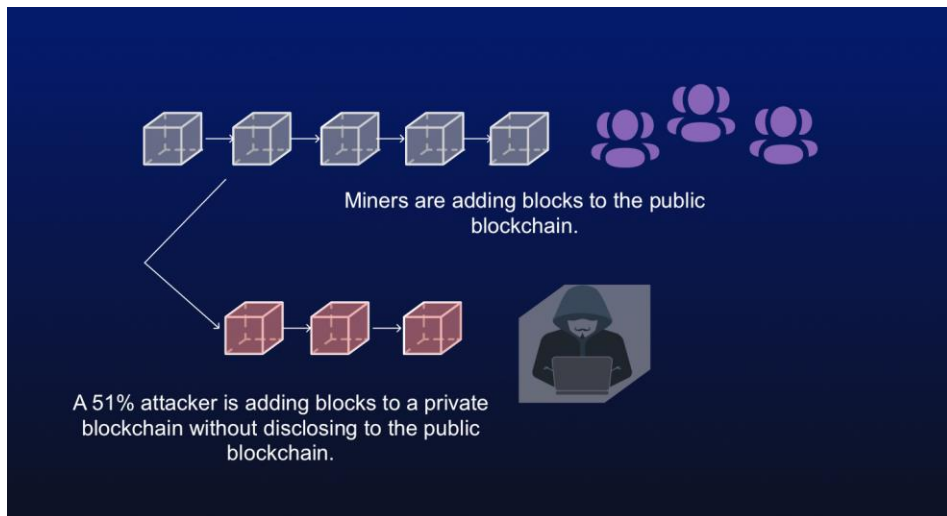 Miners are adding blocks to the public
blockchain.
A 51% attacker is adding blocks to a private
blockchain without disclosing to the public
blockchain.